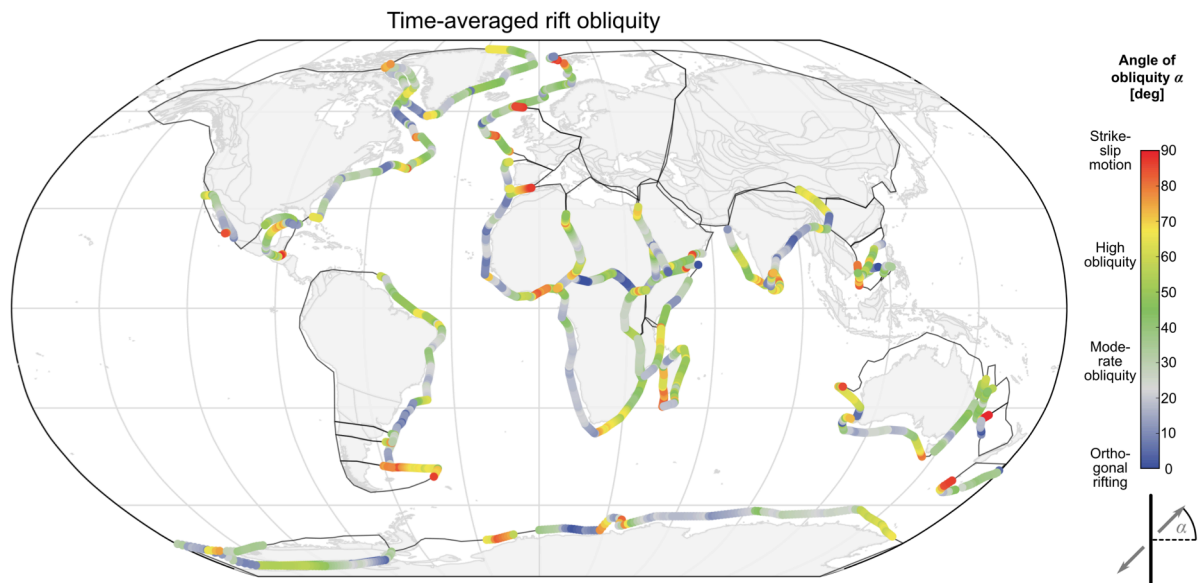 Time-averaged rift obliquity
Angle of
obliquity α
[deg]
Strike-
slip
motion
High
obliquity
Mode-
rate
obliquity
Ortho-
gonal
rifting
90
80
70
60
50
40
30
20
10
0
α